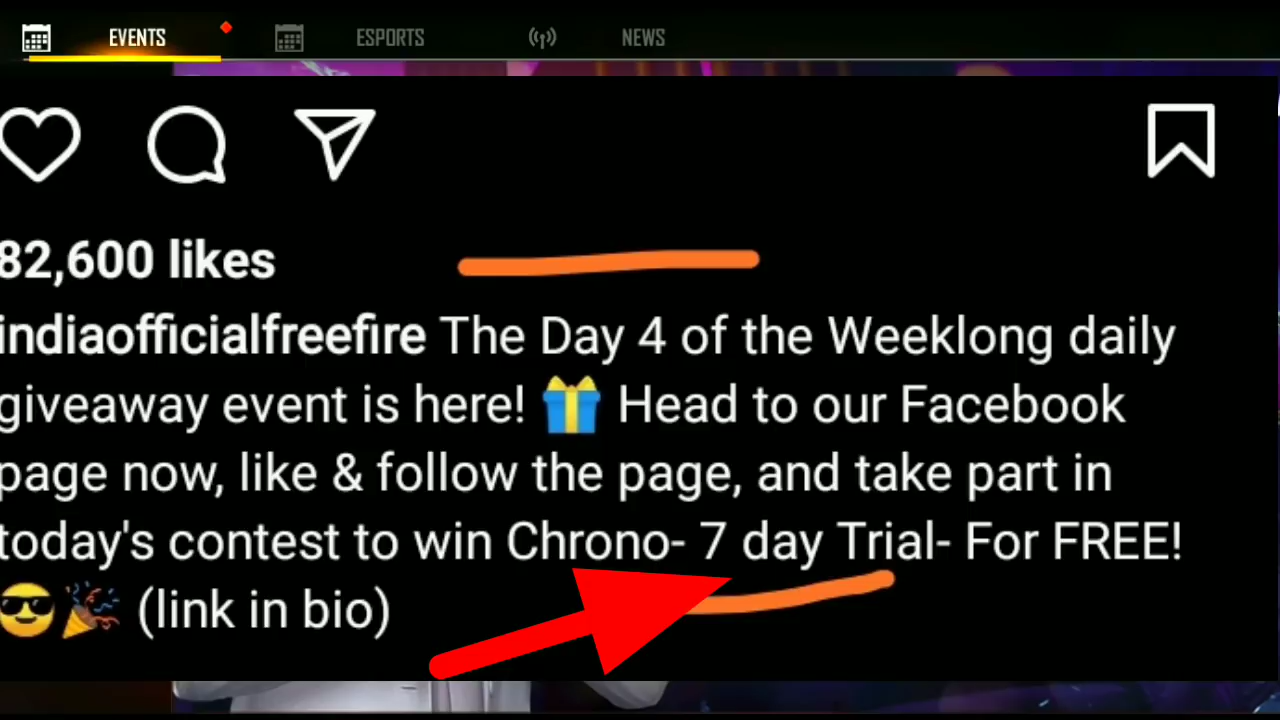 EVENTS ESPORTS NEWS
82,600 likes
indiaofficialfreefire The Day 4 of the Weeklong daily
giveaway event is here! 🎁 Head to our Facebook
page now, like & follow the page, and take part in
today's contest to win Chrono- 7 day Trial- For FREE!
😎🎉 (link in bio)